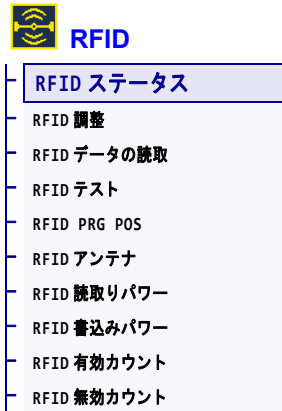 RFID
RFID ステータス
RFID 調整
RFID データの読取
RFID テスト
RFID PRG POS
RFID アンテナ
RFID 読取りパワー
RFID 書込みパワー
RFID 有効カウント
RFID 無効カウント